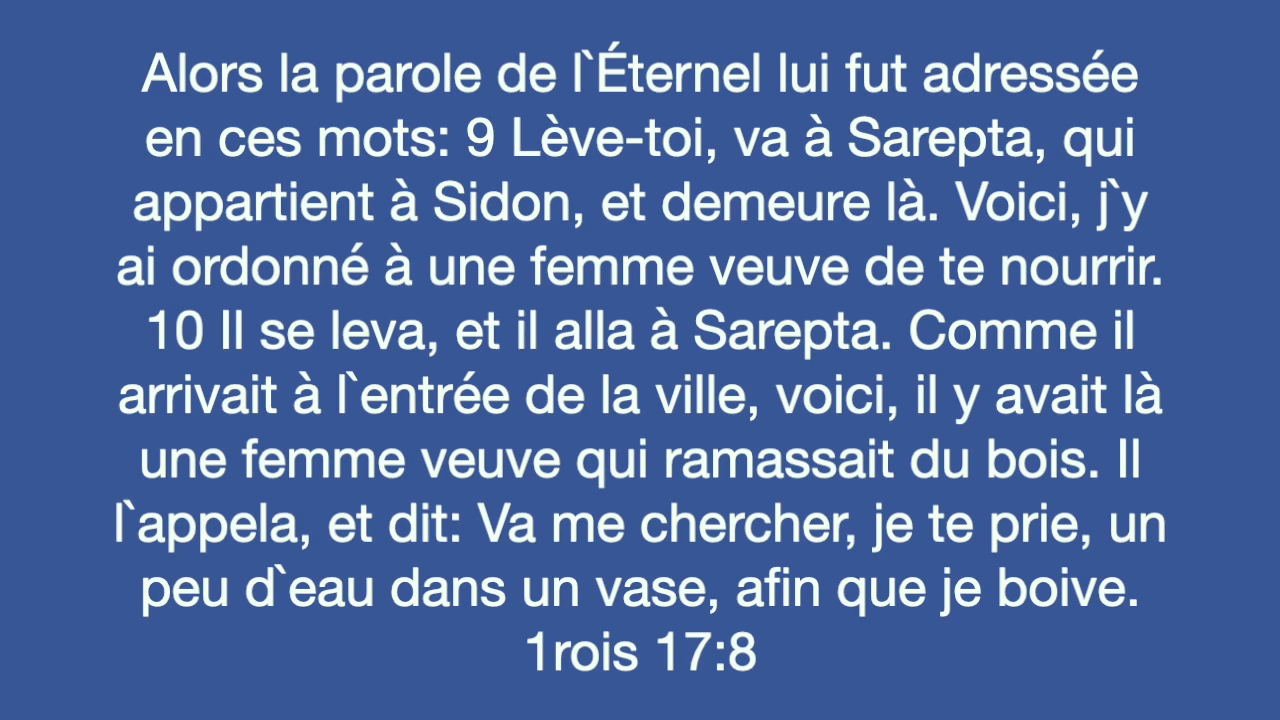 Alors la parole de l`Éternel lui fut adressée
en ces mots: 9 Lève-toi, va à Sarepta, qui
appartient à Sidon, et demeure là. Voici, j`y
ai ordonné à une femme veuve de te nourrir.
10 Il se leva, et il alla à Sarepta. Comme il
arrivait à l`entrée de la ville, voici, il y avait là
une femme veuve qui ramassait du bois. Il
l`appela, et dit: Va me chercher, je te prie, un
peu d`eau dans un vase, afin que je boive.
1rois 17:8